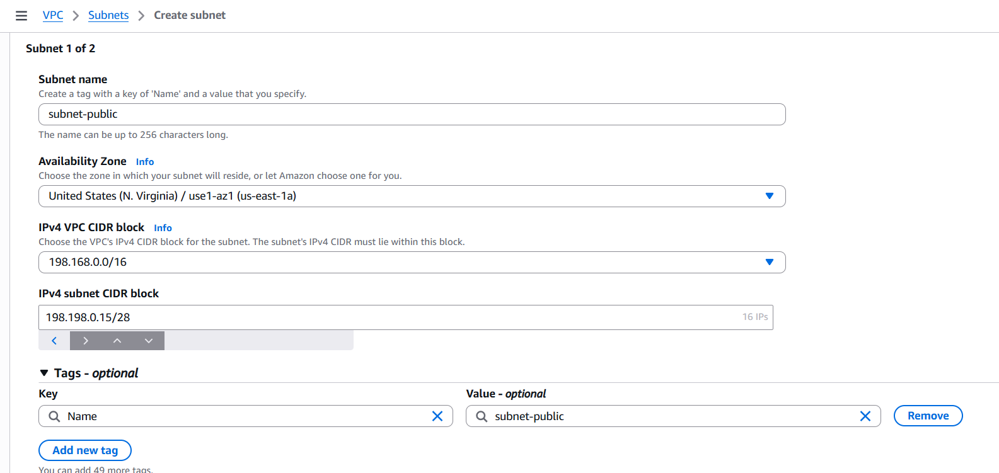 VPC > Subnets > Create subnet
Subnet 1 of 2
Subnet name
Create a tag with a key of 'Name' and a value that you specify.
subnet-public
The name can be up to 256 characters long.
Availability Zone Info
Choose the zone in which your subnet will reside, or let Amazon choose one for you.
United States (N. Virginia) / use1-az1 (us-east-1a)
IPv4 VPC CIDR block Info
Choose the VPC's IPv4 CIDR block for the subnet. The subnet's IPv4 CIDR must lie within this block.
198.168.0.0/16
IPv4 subnet CIDR block
198.198.0.15/28 16 IPs
Tags - optional
Key Value - optional
Name subnet-public Remove
Add new tag
You can add 49 more tags.